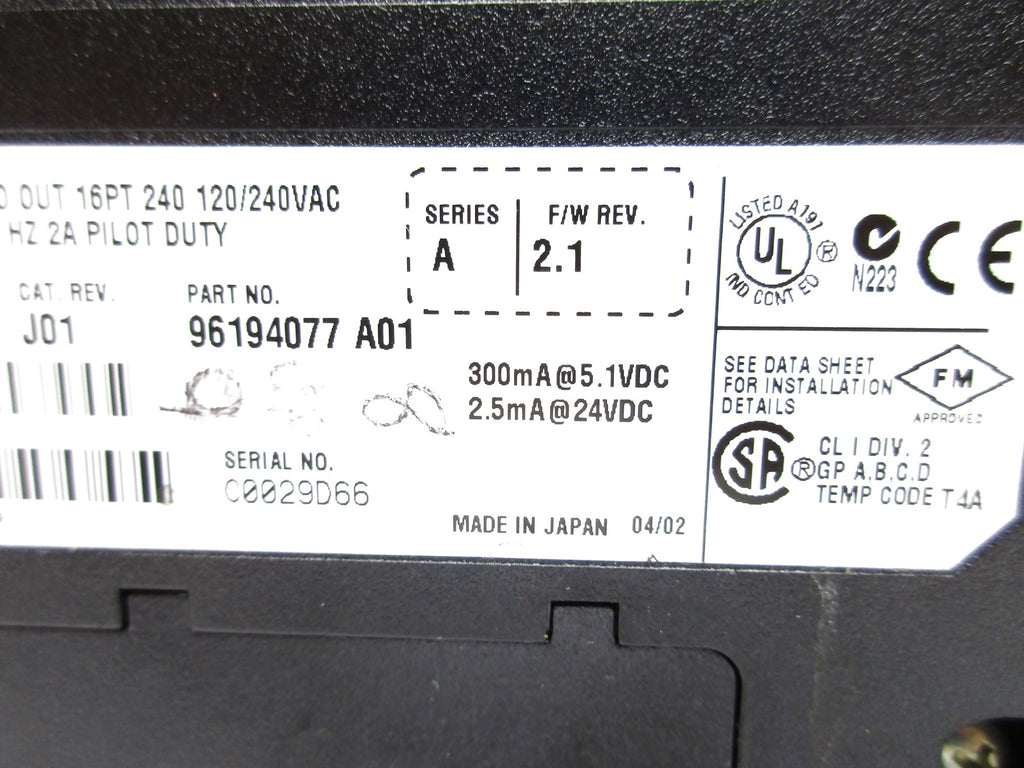 OUT 16PT 240 120/240VAC
HZ 2A PILOT DUTY
CAT. REV.
J01
PART NO.
96194077 A01
SERIES
A
F/W REV.
2.1
300mA@5.1VDC
2.5mA@24VDC
SERIAL NO.
C0029D66
MADE IN JAPAN 04/02
LISTED A197
UL ®
IND CONT EQ
N223
CE
SEE DATA SHEET
FOR INSTALLATION
DETAILS
FM
APPROVED
SA ®
CL I DIV. 2
GP A.B.C.D
TEMP CODE T4A